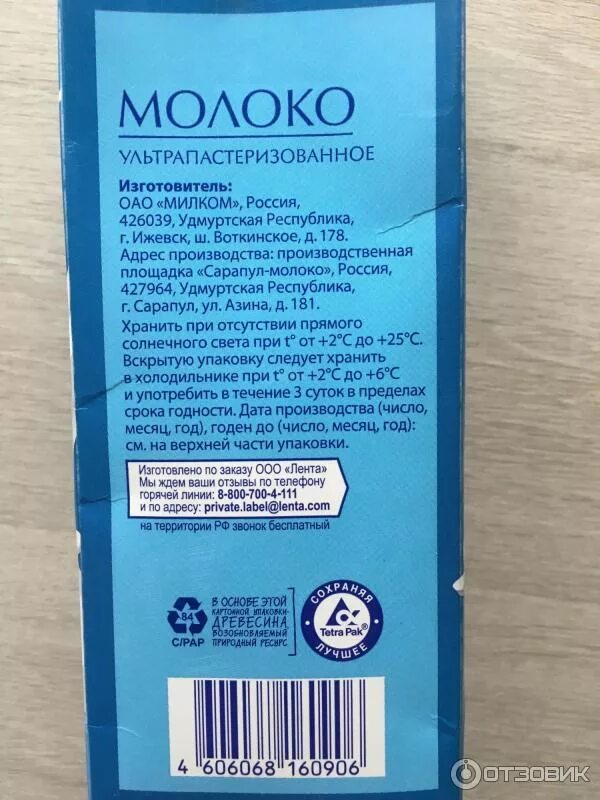 МОЛОКО
УЛЬТРАПАСТЕРИЗОВАННОЕ
Изготовитель:
ОАО «МИЛКОМ», Россия,
426039, Удмуртская Республика,
г. Ижевск, ш. Воткинское, д. 178.
Адрес производства: производственная
площадка «Сарапул-молоко», Россия,
427964, Удмуртская Республика,
г. Сарапул, ул. Азина, д. 181.
Хранить при отсутствии прямого
солнечного света при t° от +2°C до +25°C.
Вскрытую упаковку следует хранить
в холодильнике при t° от +2°C до +6°C
и употребить в течение 3 суток в пределах
срока годности. Дата производства (число,
месяц, год), годен до (число, месяц, год):
см. на верхней части упаковки.
Изготовлено по заказу ООО «Лента»
Мы ждем ваши отзывы по телефону
горячей линии: 8-800-700-4-111
и по адресу: private.label@lenta.com
на территории РФ звонок бесплатный
84
C/PAP
В ОСНОВЕ ЭТОЙ
КАРТОННОЙ УПАКОВКИ-
ДРЕВЕСИНА
ВОЗОБНОВЛЯЕМЫЙ
ПРИРОДНЫЙ РЕСУРС
СОХРАНЯЯ
Tetra Pak®
ЛУЧШЕЕ
4 606068 160906
ОТЗОВИК